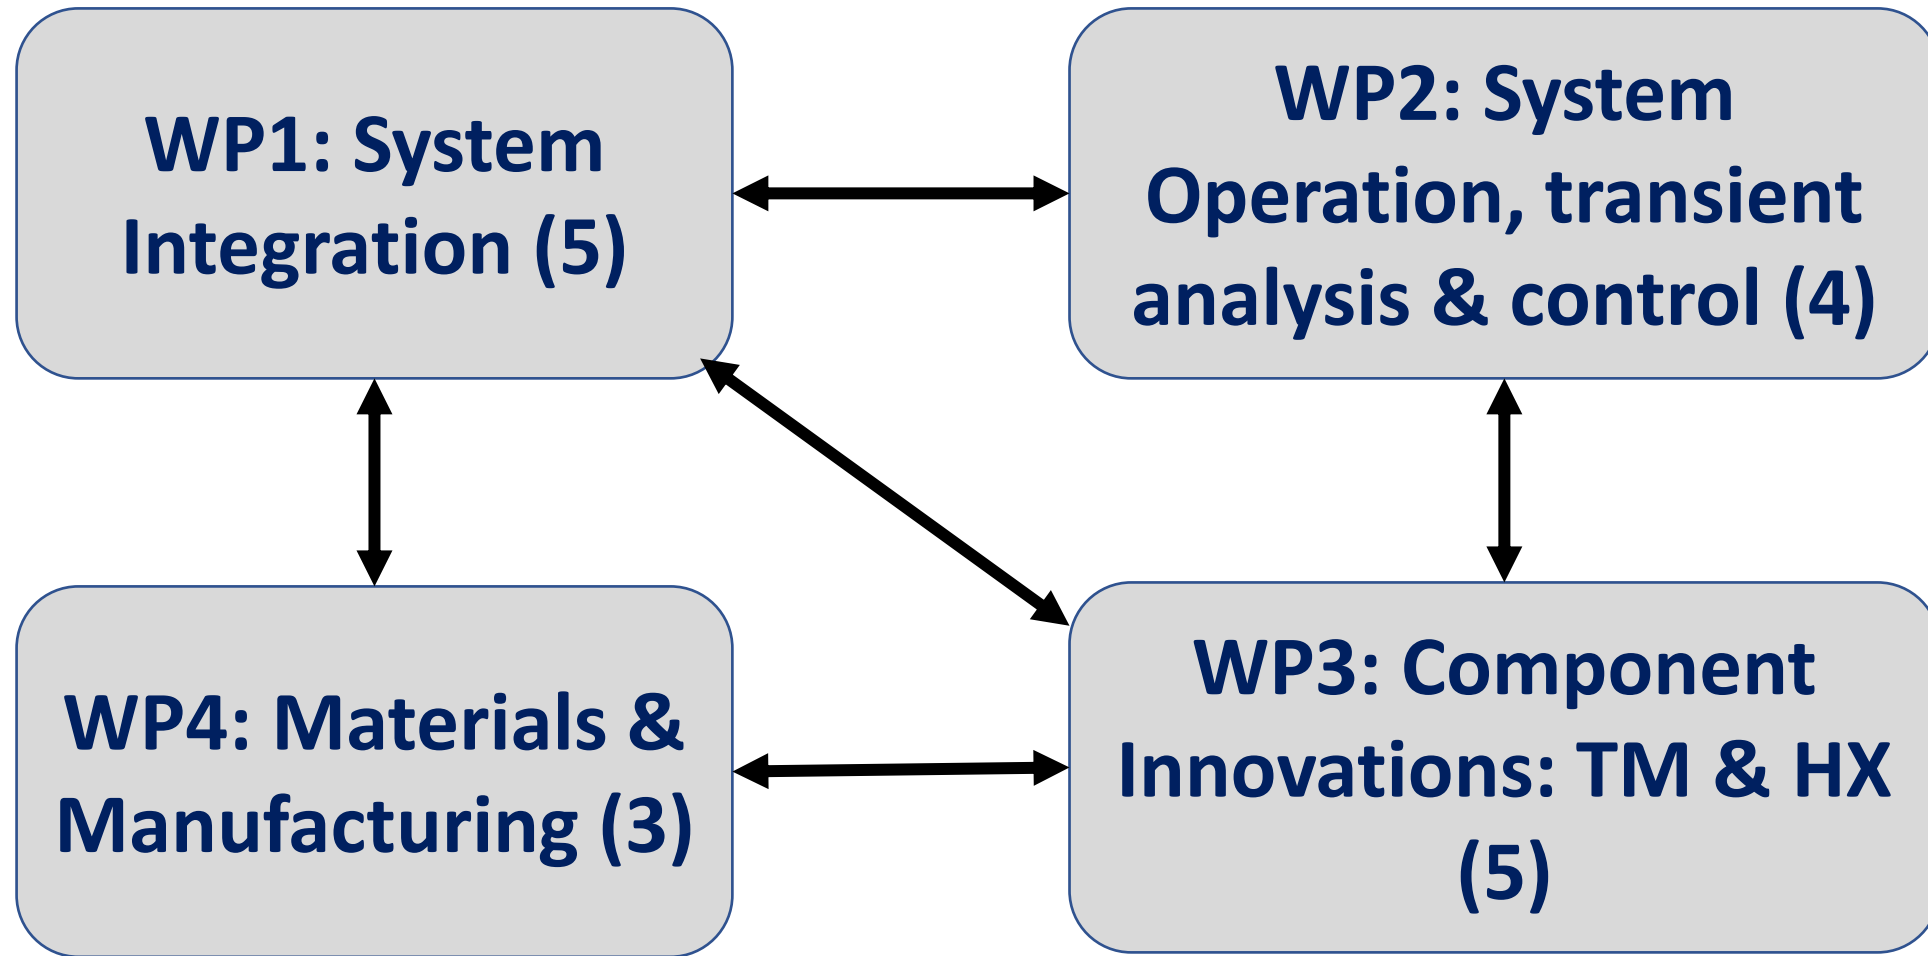 WP1: System
Integration (5)
WP2: System
Operation, transient
analysis & control (4)
WP4: Materials &
Manufacturing (3)
WP3: Component
Innovations: TM & HX
(5)